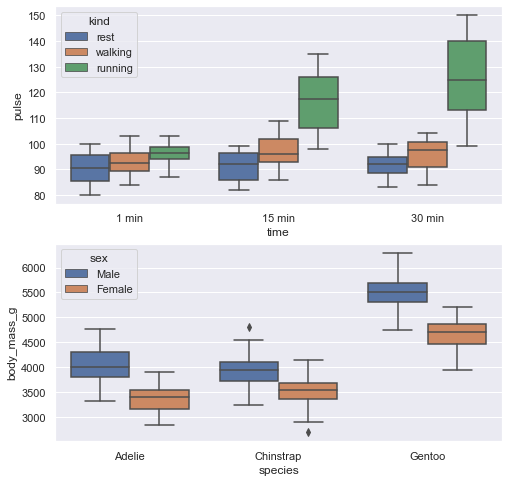 150
140
130
120
110
100
90
80
pulse
kind
rest
walking
running
1 min 15 min 30 min
time
6000
5500
5000
4500
4000
3500
3000
body_mass_g
sex
Male
Female
Adelie Chinstrap Gentoo
species